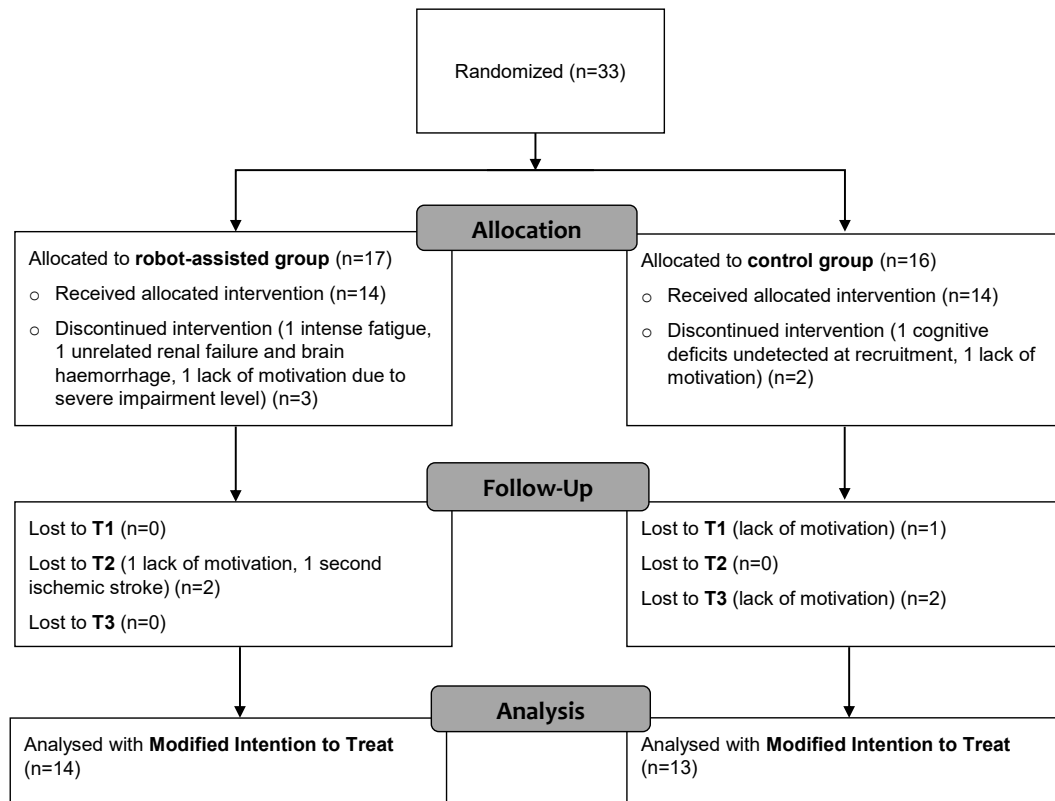 Randomized (n=33)
Allocation
Allocated to robot-assisted group (n=17)
○ Received allocated intervention (n=14)
○ Discontinued intervention (1 intense fatigue,
1 unrelated renal failure and brain
haemorrhage, 1 lack of motivation due to
severe impairment level) (n=3)
Allocated to control group (n=16)
○ Received allocated intervention (n=14)
○ Discontinued intervention (1 cognitive
deficits undetected at recruitment, 1 lack of
motivation) (n=2)
Follow-Up
Lost to T1 (n=0)
Lost to T2 (1 lack of motivation, 1 second
ischemic stroke) (n=2)
Lost to T3 (n=0)
Lost to T1 (lack of motivation) (n=1)
Lost to T2 (n=0)
Lost to T3 (lack of motivation) (n=2)
Analysis
Analysed with Modified Intention to Treat
(n=14)
Analysed with Modified Intention to Treat
(n=13)